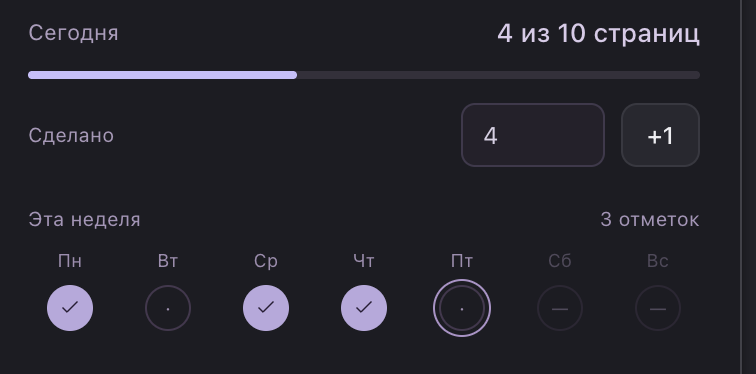 Сегодня 4 из 10 страниц
Сделано 4 +1
Эта неделя 3 отметок
Пн Вт Ср Чт Пт Сб Вс